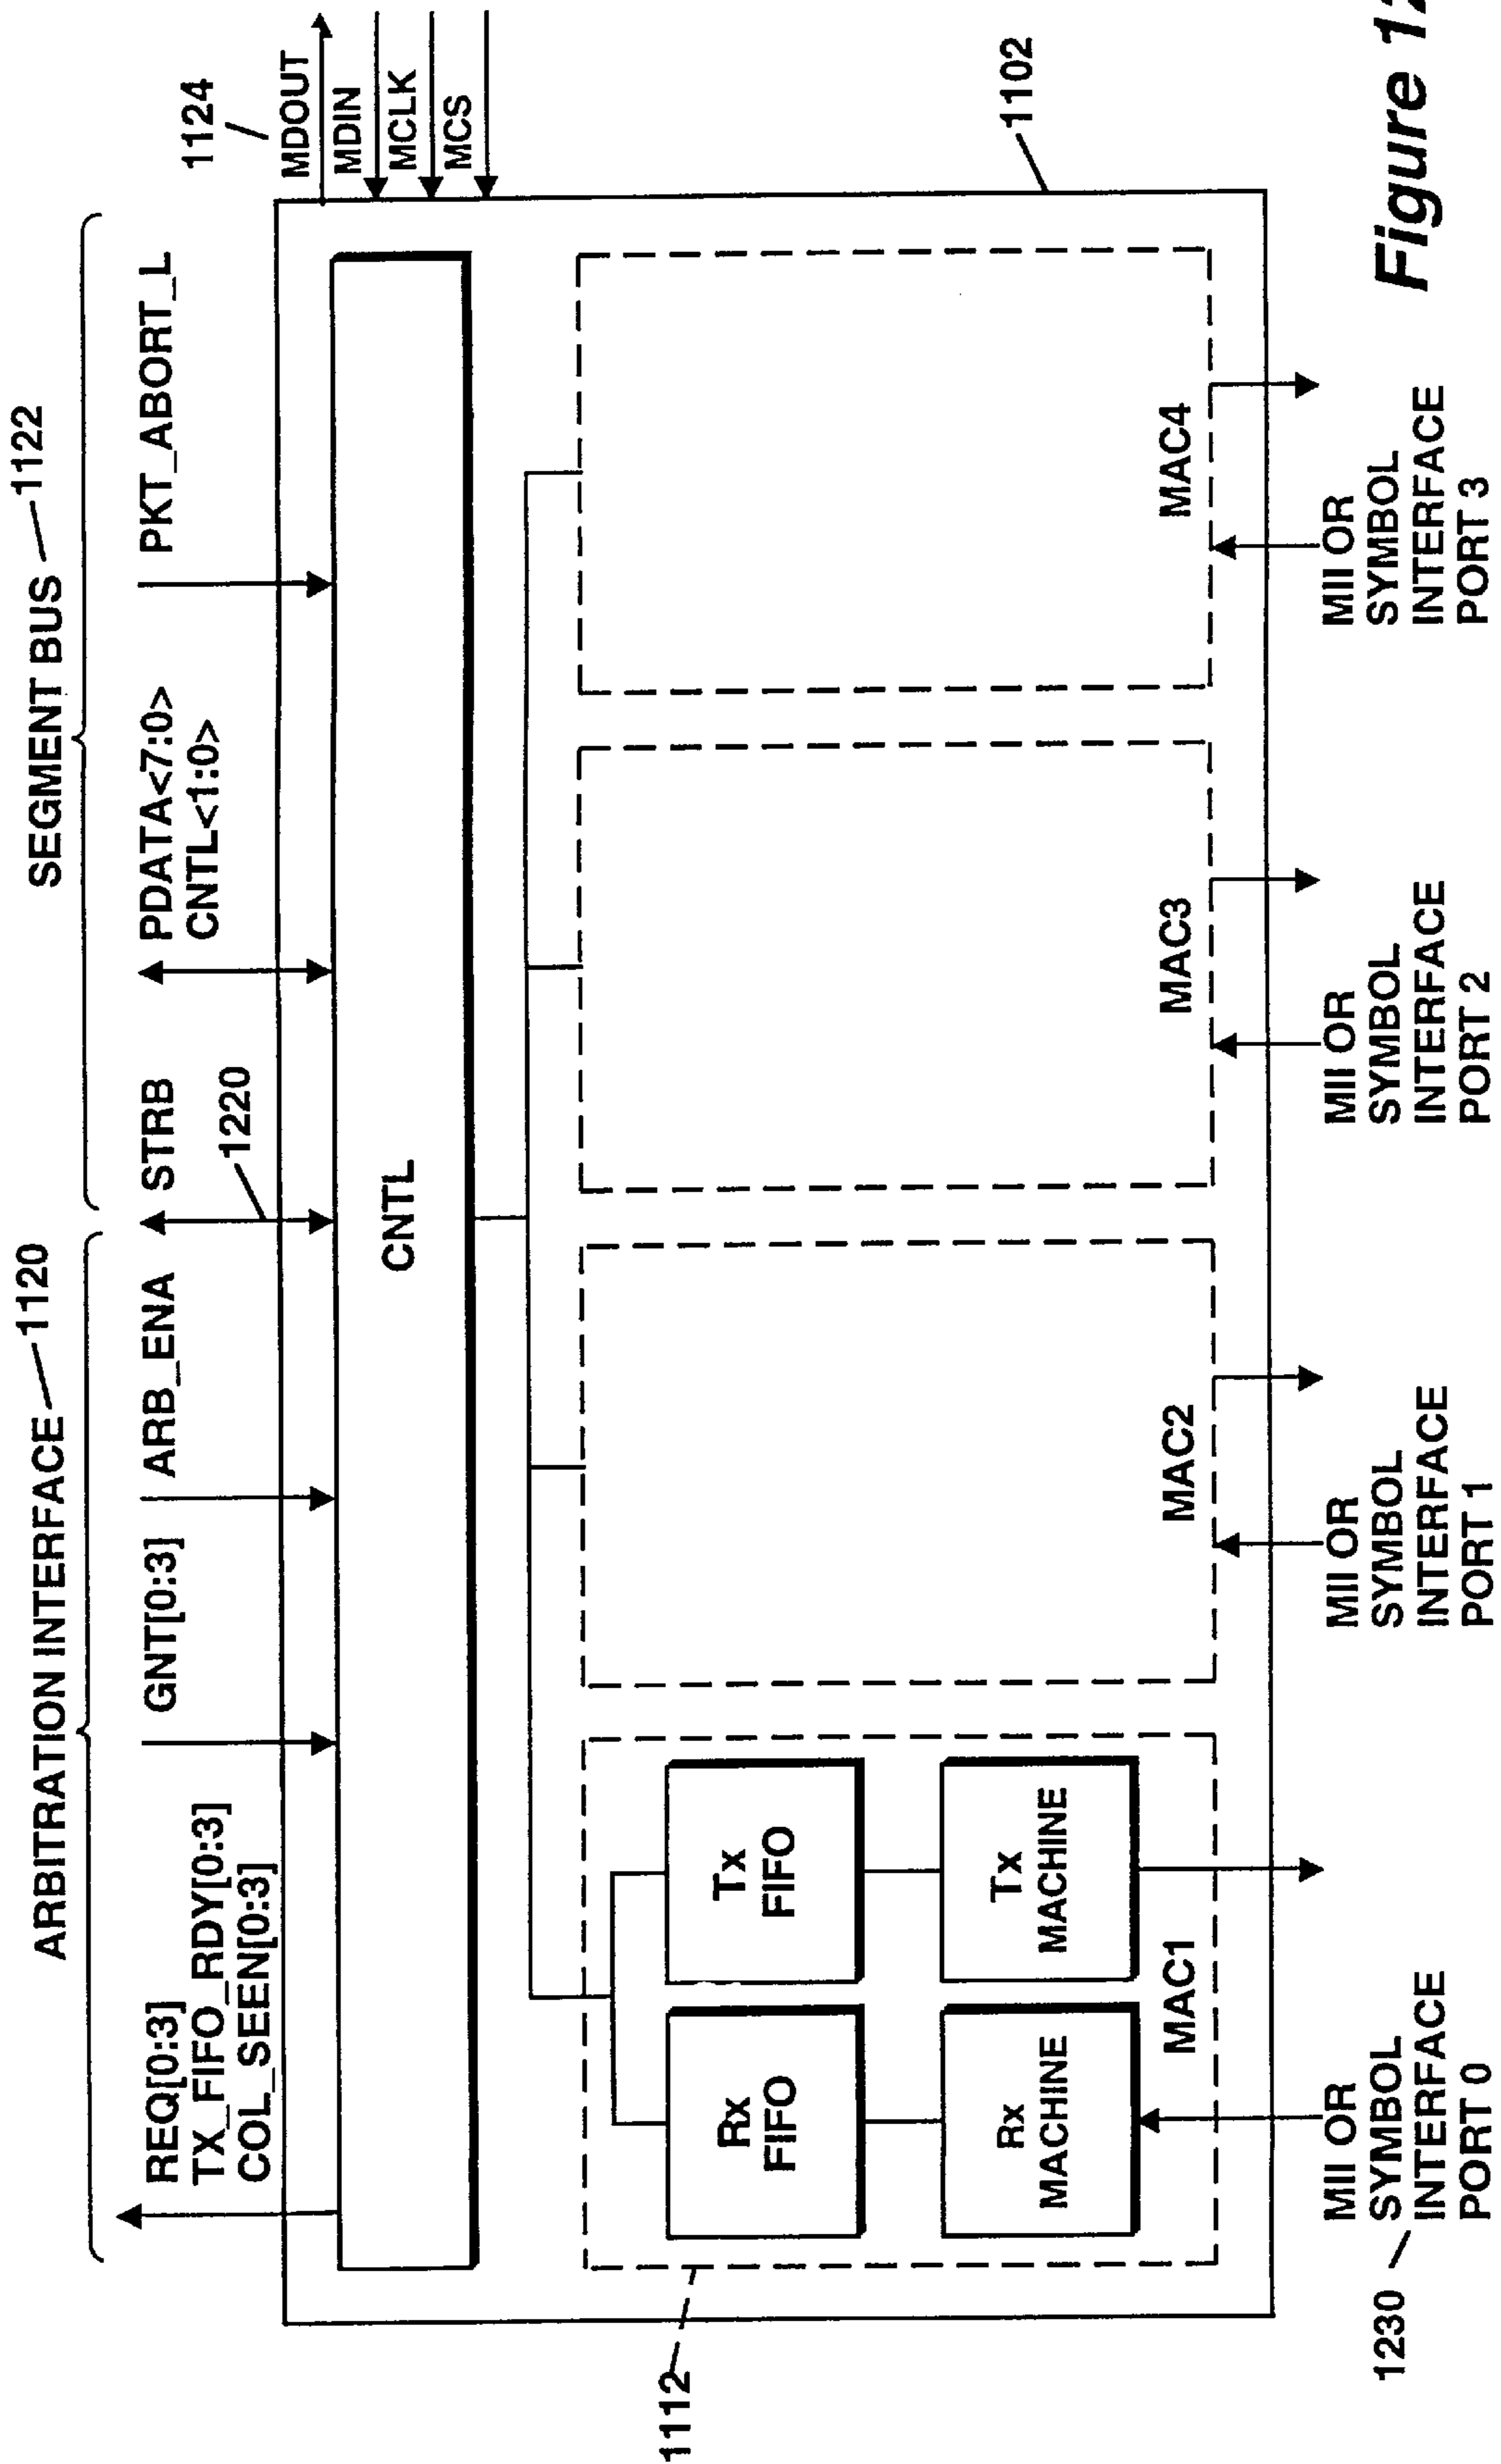 ARBITRATION INTERFACE 1120
SEGMENT BUS 1122
REQ[0:3]
TX_FIFO_RDY[0:3]
COL_SEEN[0:3]
GNT[0:3]
ARB_ENA
STRB
1220
PDATA<7:0>
CNTL<1:0>
PKT_ABORT_L
1124
MDOUT
MDIN
MCLK
MCS
CNTL
1102
1112
Rx
FIFO
Tx
FIFO
Rx
MACHINE
Tx
MACHINE
MAC1
MAC2
MAC3
MAC4
1230
MII OR
SYMBOL
INTERFACE
PORT 0
MII OR
SYMBOL
INTERFACE
PORT 1
MII OR
SYMBOL
INTERFACE
PORT 2
MII OR
SYMBOL
INTERFACE
PORT 3
Figure 12